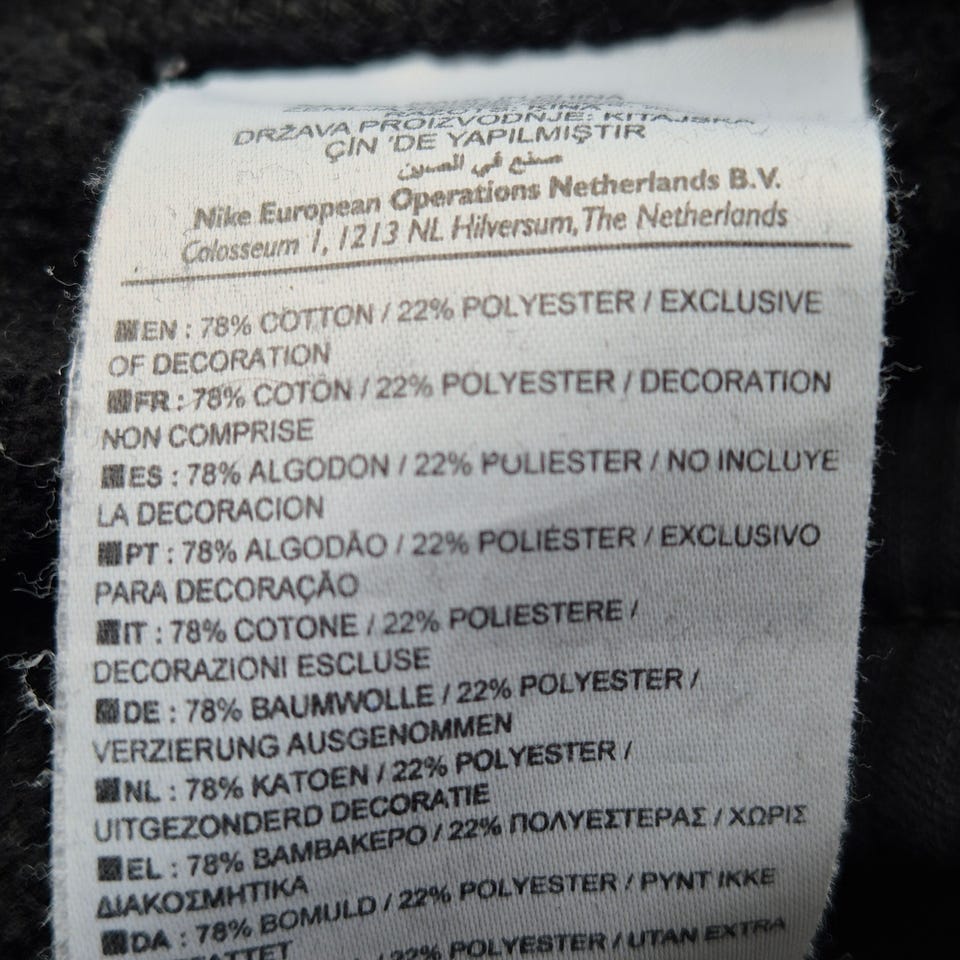 KINA
DRŽAVA PROIZVODNJE: KITAJSKA
ÇİN 'DE YAPILMIŞTIR
صنع في الصين
Nike European Operations Netherlands B.V.
Colosseum 1, 1213 NL Hilversum, The Netherlands
EN : 78% COTTON / 22% POLYESTER / EXCLUSIVE
OF DECORATION
FR : 78% COTON / 22% POLYESTER / DECORATION
NON COMPRISE
ES : 78% ALGODON / 22% POLIESTER / NO INCLUYE
LA DECORACION
PT : 78% ALGODÃO / 22% POLIÉSTER / EXCLUSIVO
PARA DECORAÇÃO
IT : 78% COTONE / 22% POLIESTERE /
DECORAZIONI ESCLUSE
DE : 78% BAUMWOLLE / 22% POLYESTER /
VERZIERUNG AUSGENOMMEN
NL : 78% KATOEN / 22% POLYESTER /
UITGEZONDERD DECORATIE
EL : 78% ΒΑΜΒΑΚΕΡΟ / 22% ΠΟΛΥΕΣΤΕΡΑΣ / ΧΩΡΙΣ
ΔΙΑΚΟΣΜΗΤΙΚΑ
DA : 78% BOMULD / 22% POLYESTER / PYNT IKKE
22% POLYESTER / UTAN EXTRA